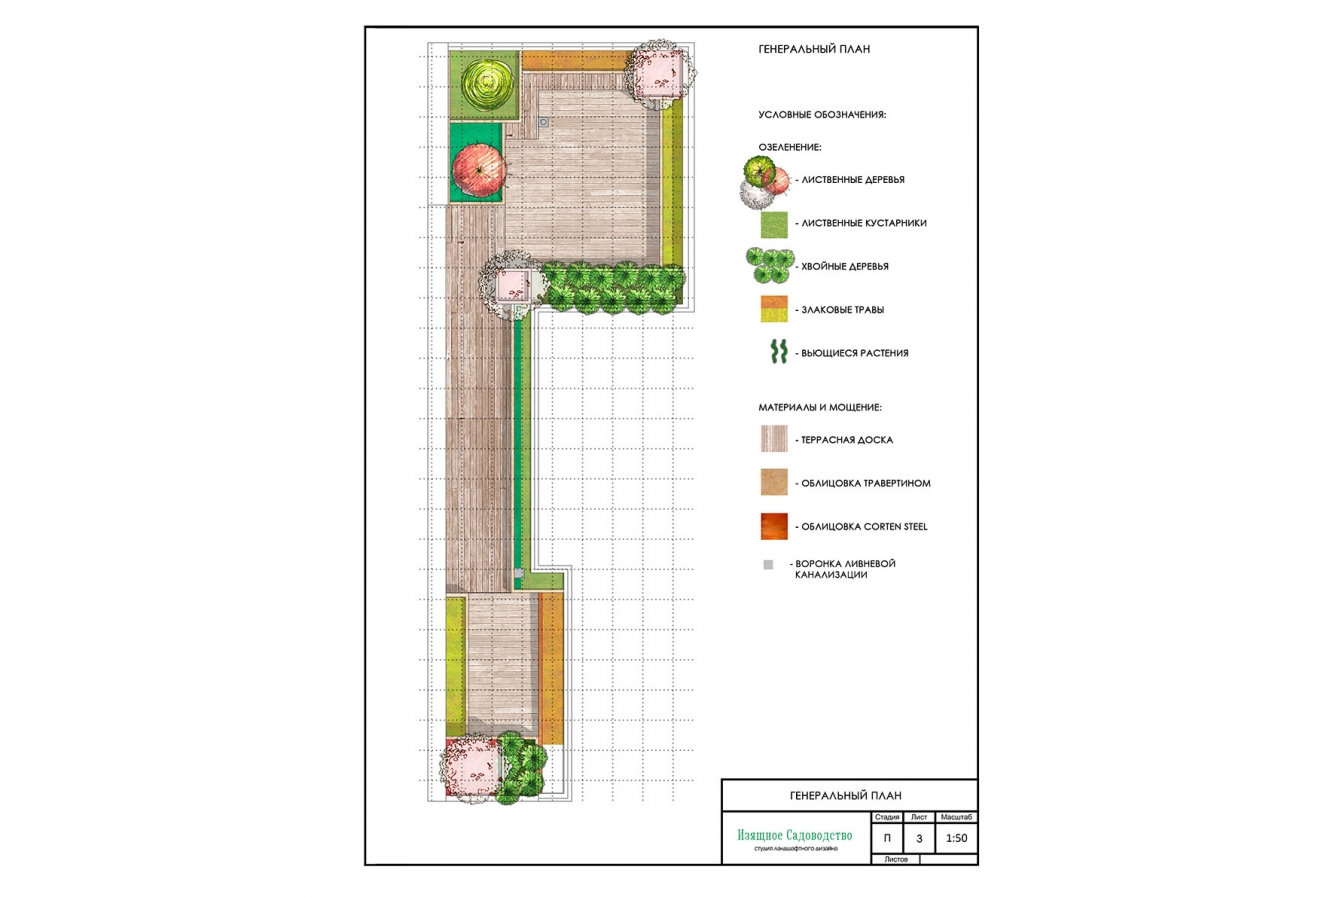 ГЕНЕРАЛЬНЫЙ ПЛАН
УСЛОВНЫЕ ОБОЗНАЧЕНИЯ:
ОЗЕЛЕНЕНИЕ:
- ЛИСТВЕННЫЕ ДЕРЕВЬЯ
- ЛИСТВЕННЫЕ КУСТАРНИКИ
- ХВОЙНЫЕ ДЕРЕВЬЯ
- ЗЛАКОВЫЕ ТРАВЫ
- ВЬЮЩИЕСЯ РАСТЕНИЯ
МАТЕРИАЛЫ И МОЩЕНИЕ:
- ТЕРРАСНАЯ ДОСКА
- ОБЛИЦОВКА ТРАВЕРТИНОМ
- ОБЛИЦОВКА CORTEN STEEL
- ВОРОНКА ЛИВНЕВОЙ
КАНАЛИЗАЦИИ
ГЕНЕРАЛЬНЫЙ ПЛАН
Изящное Садоводство
студия ландшафтного дизайна
Стадия Лист Масштаб
П 3 1:50
Листов